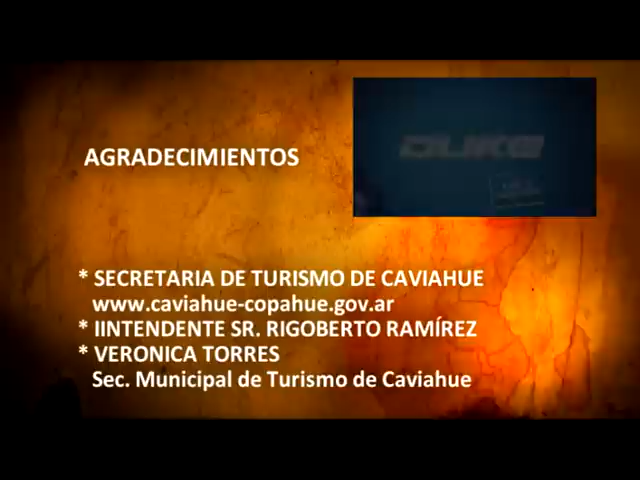 AGRADECIMIENTOS
* SECRETARIA DE TURISMO DE CAVIAHUE
www.caviahue-copahue.gov.ar
* IINTENDENTE SR. RIGOBERTO RAMÍREZ
* VERONICA TORRES
Sec. Municipal de Turismo de Caviahue